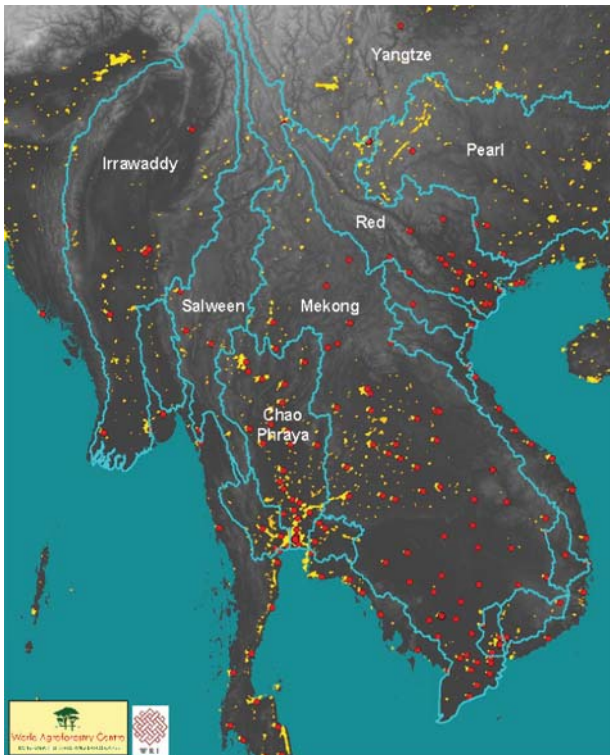 Yangtze
Pearl
Irrawaddy
Red
Salween
Mekong
Chao
Phraya
World Agroforestry Centre
WRI